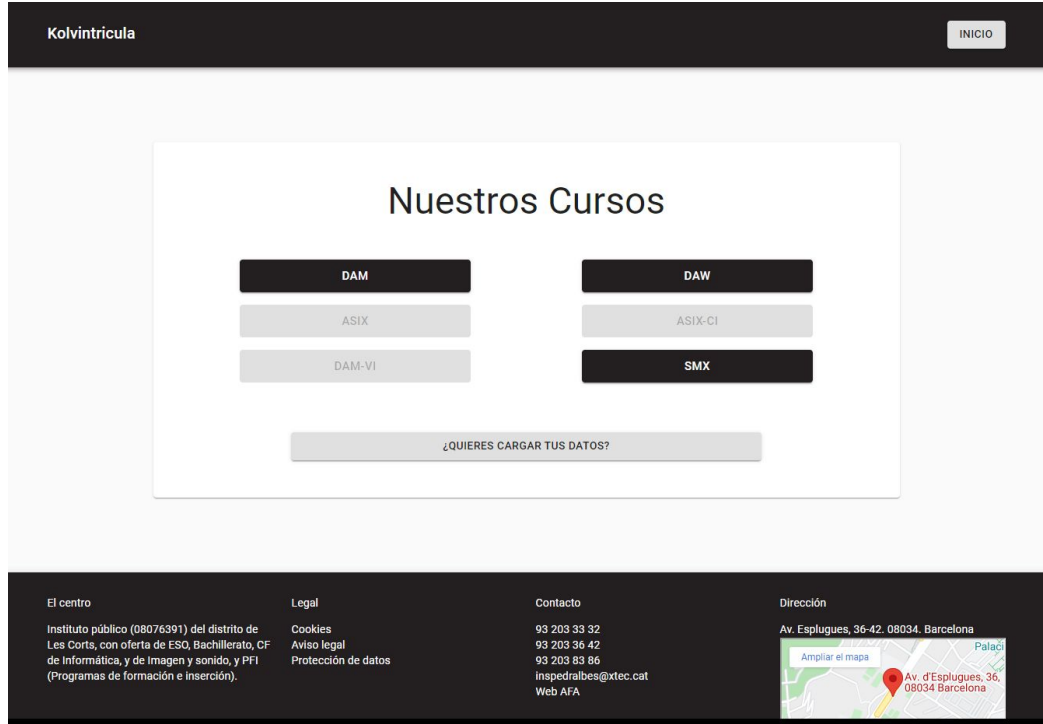 Kolvintricula
INICIO
Nuestros Cursos
DAM
DAW
ASIX
ASIX-CI
DAM-VI
SMX
¿QUIERES CARGAR TUS DATOS?
El centro
Instituto público (08076391) del distrito de
Les Corts, con oferta de ESO, Bachillerato, CF
de Informática, y de Imagen y sonido, y PFI
(Programas de formación e inserción).
Legal
Cookies
Aviso legal
Protección de datos
Contacto
93 203 33 32
93 203 36 42
93 203 83 86
inspedralbes@xtec.cat
Web AFA
Dirección
Av. Esplugues, 36-42. 08034. Barcelona
Ampliar el mapa
Palaci
Av. d'Esplugues, 36,
08034 Barcelona